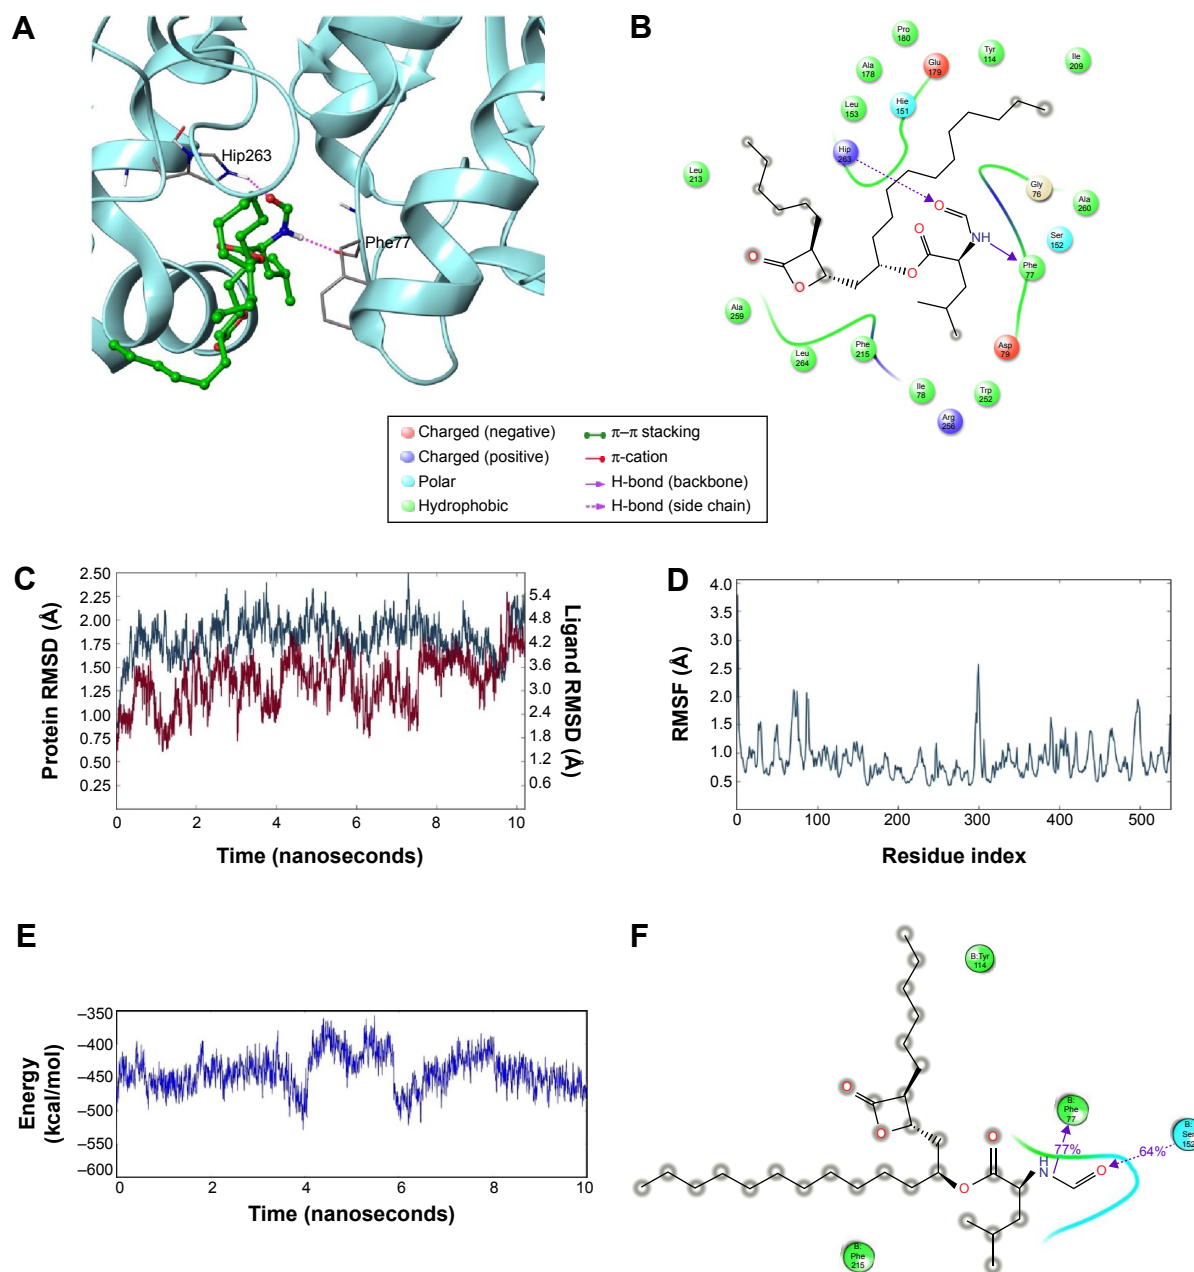 A
Hip263
Phe77
B
Pro
180
Glu
179
Tyr
114
Ile
209
Ala
178
Leu
153
Hie
151
Hip
263
Leu
213
Gly
76
Ala
260
Ser
152
Phe
77
O
O
NH
O
O
O
Ala
259
Leu
264
Phe
215
Asp
79
Ile
78
Trp
252
Arg
256
Charged (negative)
Charged (positive)
Polar
Hydrophobic
π–π stacking
π-cation
H-bond (backbone)
H-bond (side chain)
C
Protein RMSD (Å)
2.50
2.25
2.00
1.75
1.50
1.25
1.00
0.75
0.50
0.25
5.4
4.8
4.2
3.6
3.0
2.4
1.8
1.2
0.6
Ligand RMSD (Å)
0 2 4 6 8 10
Time (nanoseconds)
D
RMSF (Å)
4.0
3.5
3.0
2.5
2.0
1.5
1.0
0.5
0 100 200 300 400 500
Residue index
E
Energy
(kcal/mol)
–350
–400
–450
–500
–550
–600
0 2 4 6 8 10
Time (nanoseconds)
F
B:Tyr
114
B:
Phe
77
B:
Ser
152
77%
64%
O
O
O
H
N
O
O
B:
Phe
215